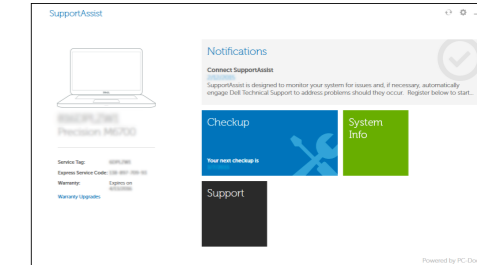 SupportAssist
Notifications
Connect SupportAssist
SupportAssist is designed to monitor your system for issues and, if necessary, automatically
engage Dell Technical Support to address problems should they occur. Register below to start...
Checkup
Your next checkup is
System
Info
Support
Precision M6700
Service Tag:
Express Service Code:
Warranty: Expires on
Warranty Upgrades
Powered by PC-Doc